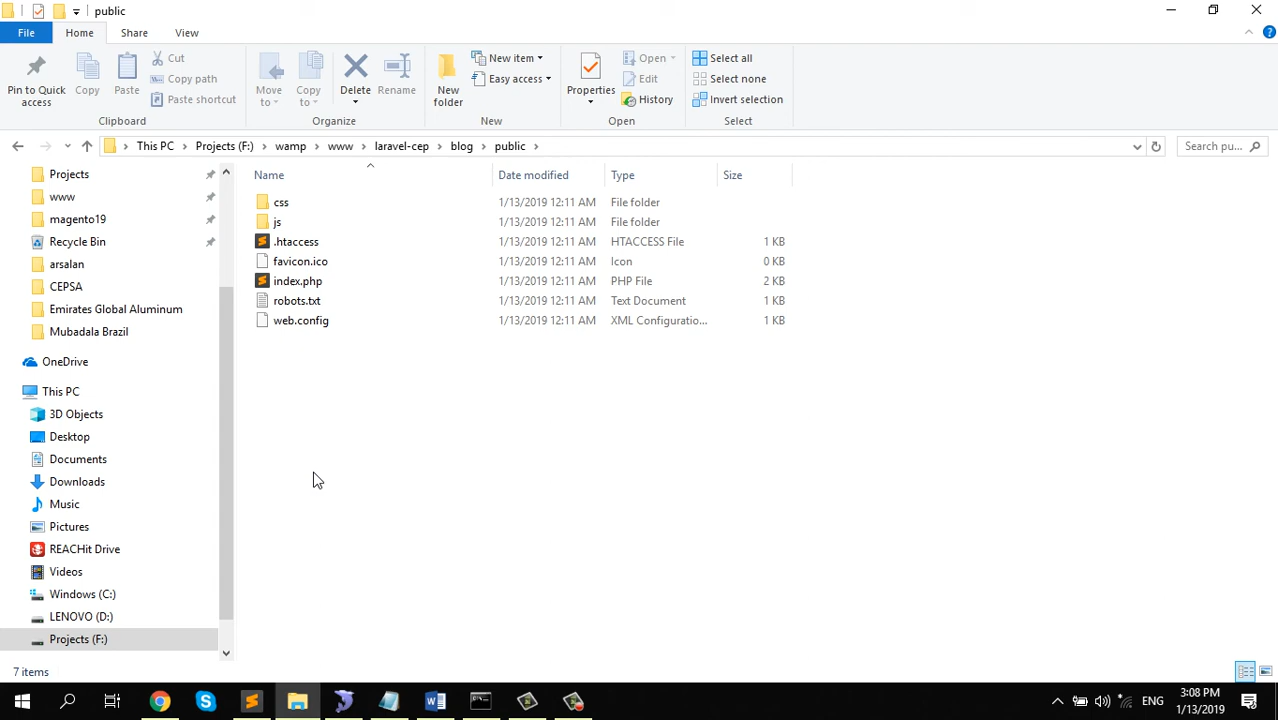 public
File Home Share View
Pin to Quick access
Copy
Paste
Cut
Copy path
Paste shortcut
Clipboard
Move to
Copy to
Delete
Rename
Organize
New folder
New item
Easy access
New
Properties
Open
Edit
History
Open
Select all
Select none
Invert selection
Select
This PC Projects (F:) wamp www laravel-cep blog public
Search pu...
Projects
www
magento19
Recycle Bin
arsalan
CEPSA
Emirates Global Aluminum
Mubadala Brazil
OneDrive
This PC
3D Objects
Desktop
Documents
Downloads
Music
Pictures
REACHit Drive
Videos
Windows (C:)
LENOVO (D:)
Projects (F:)
Name Date modified Type Size
css 1/13/2019 12:11 AM File folder
js 1/13/2019 12:11 AM File folder
.htaccess 1/13/2019 12:11 AM HTACCESS File 1 KB
favicon.ico 1/13/2019 12:11 AM Icon 0 KB
index.php 1/13/2019 12:11 AM PHP File 2 KB
robots.txt 1/13/2019 12:11 AM Text Document 1 KB
web.config 1/13/2019 12:11 AM XML Configuratio... 1 KB
7 items
ENG
3:08 PM
1/13/2019